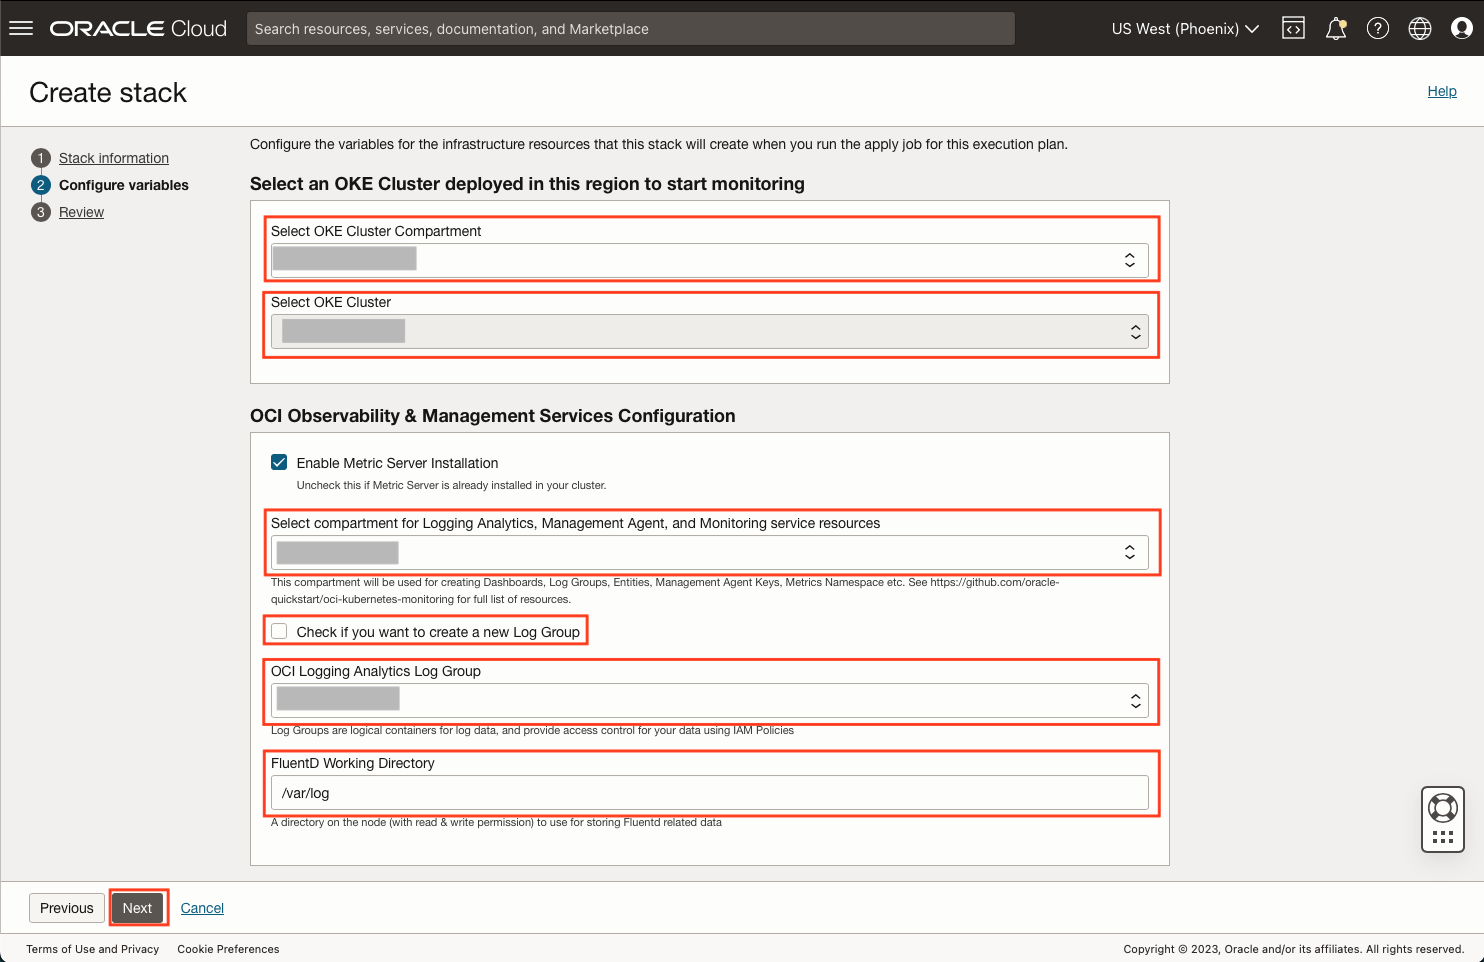 ORACLE Cloud
Search resources, services, documentation, and Marketplace
US West (Phoenix)
Create stack
Help
1 Stack information
2 Configure variables
3 Review
Configure the variables for the infrastructure resources that this stack will create when you run the apply job for this execution plan.
Select an OKE Cluster deployed in this region to start monitoring
Select OKE Cluster Compartment
Select OKE Cluster
OCI Observability & Management Services Configuration
Enable Metric Server Installation
Uncheck this if Metric Server is already installed in your cluster.
Select compartment for Logging Analytics, Management Agent, and Monitoring service resources
This compartment will be used for creating Dashboards, Log Groups, Entities, Management Agent Keys, Metrics Namespace etc. See https://github.com/oracle-
quickstart/oci-kubernetes-monitoring for full list of resources.
Check if you want to create a new Log Group
OCI Logging Analytics Log Group
Log Groups are logical containers for log data, and provide access control for your data using IAM Policies
FluentD Working Directory
/var/log
A directory on the node (with read & write permission) to use for storing Fluentd related data
Previous
Next
Cancel
Terms of Use and Privacy
Cookie Preferences
Copyright © 2023, Oracle and/or its affiliates. All rights reserved.